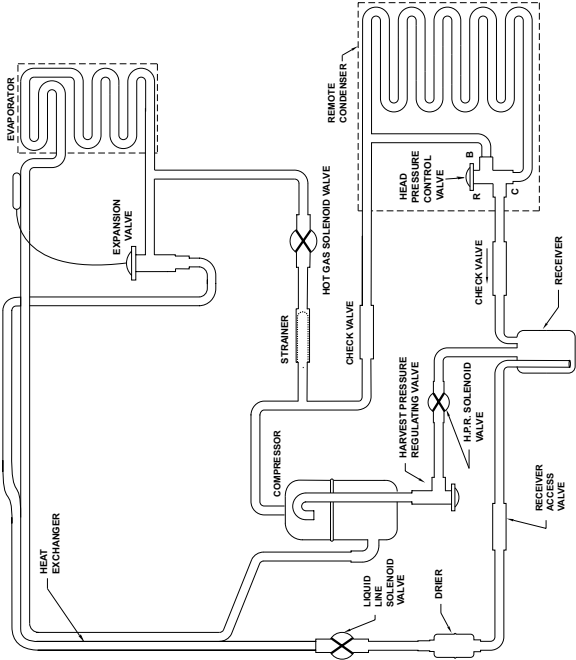 EVAPORATOR
EXPANSION
VALVE
HOT GAS SOLENOID VALVE
STRAINER
REMOTE
CONDENSER
HEAD
PRESSURE
CONTROL
VALVE
B
R
C
CHECK VALVE
CHECK VALVE
RECEIVER
COMPRESSOR
HARVEST PRESSURE
REGULATING VALVE
H.P.R. SOLENOID
VALVE
HEAT
EXCHANGER
LIQUID
LINE
SOLENOID
VALVE
DRIER
RECEIVER
ACCESS
VALVE